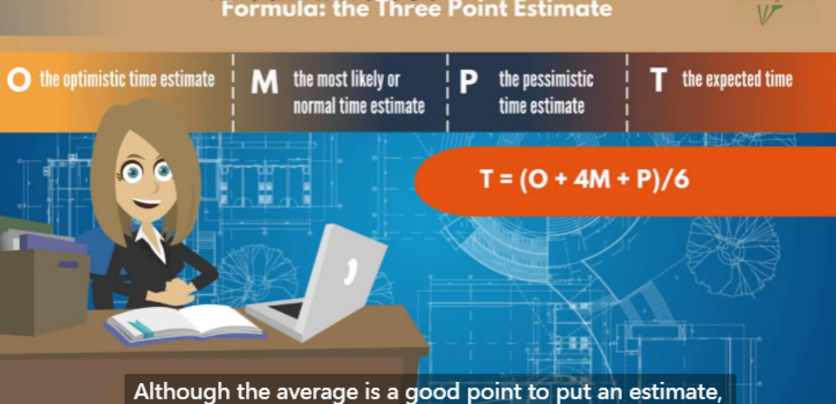 Formula: the Three Point Estimate
O the optimistic time estimate
M the most likely or
normal time estimate
P the pessimistic
time estimate
T the expected time
T = (O + 4M + P)/6
Although the average is a good point to put an estimate,